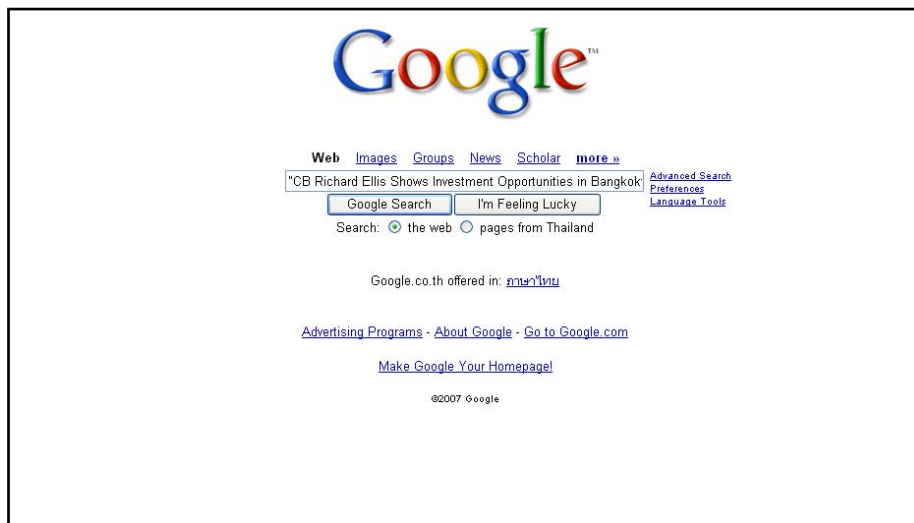 Google™
Web Images Groups News Scholar more »
"CB Richard Ellis Shows Investment Opportunities in Bangkok
Advanced Search
Preferences
Language Tools
Google Search I'm Feeling Lucky
Search: the web pages from Thailand
Google.co.th offered in: ภาษาไทย
Advertising Programs - About Google - Go to Google.com
Make Google Your Homepage!
©2007 Google